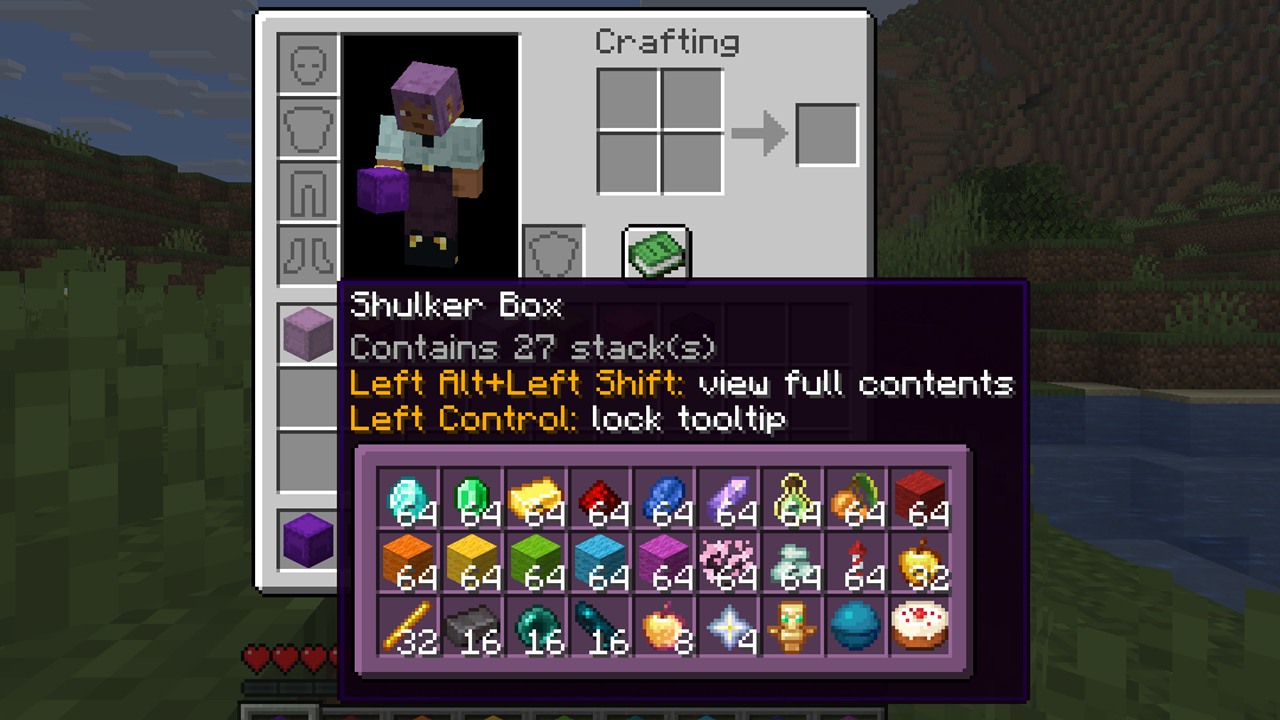 Crafting
Shulker Box
Contains 27 stack(s)
Left Alt+Left Shift: view full contents
Left Control: lock tooltip
64 64 64 64 64 64 64 64 64
64 64 64 64 64 64 64 64 32
32 16 16 16 8 4